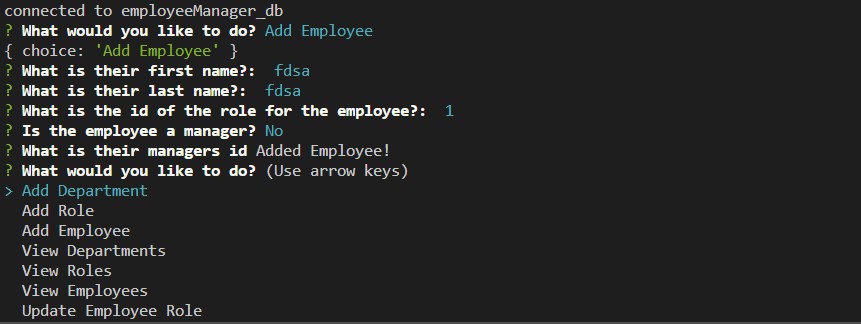 connected to employeeManager_db
? What would you like to do? Add Employee
{ choice: 'Add Employee' }
? What is their first name?:  fdsa
? What is their last name?:  fdsa
? What is the id of the role for the employee?:  1
? Is the employee a manager? No
? What is their managers id Added Employee!
? What would you like to do? (Use arrow keys)
> Add Department
  Add Role
  Add Employee
  View Departments
  View Roles
  View Employees
  Update Employee Role